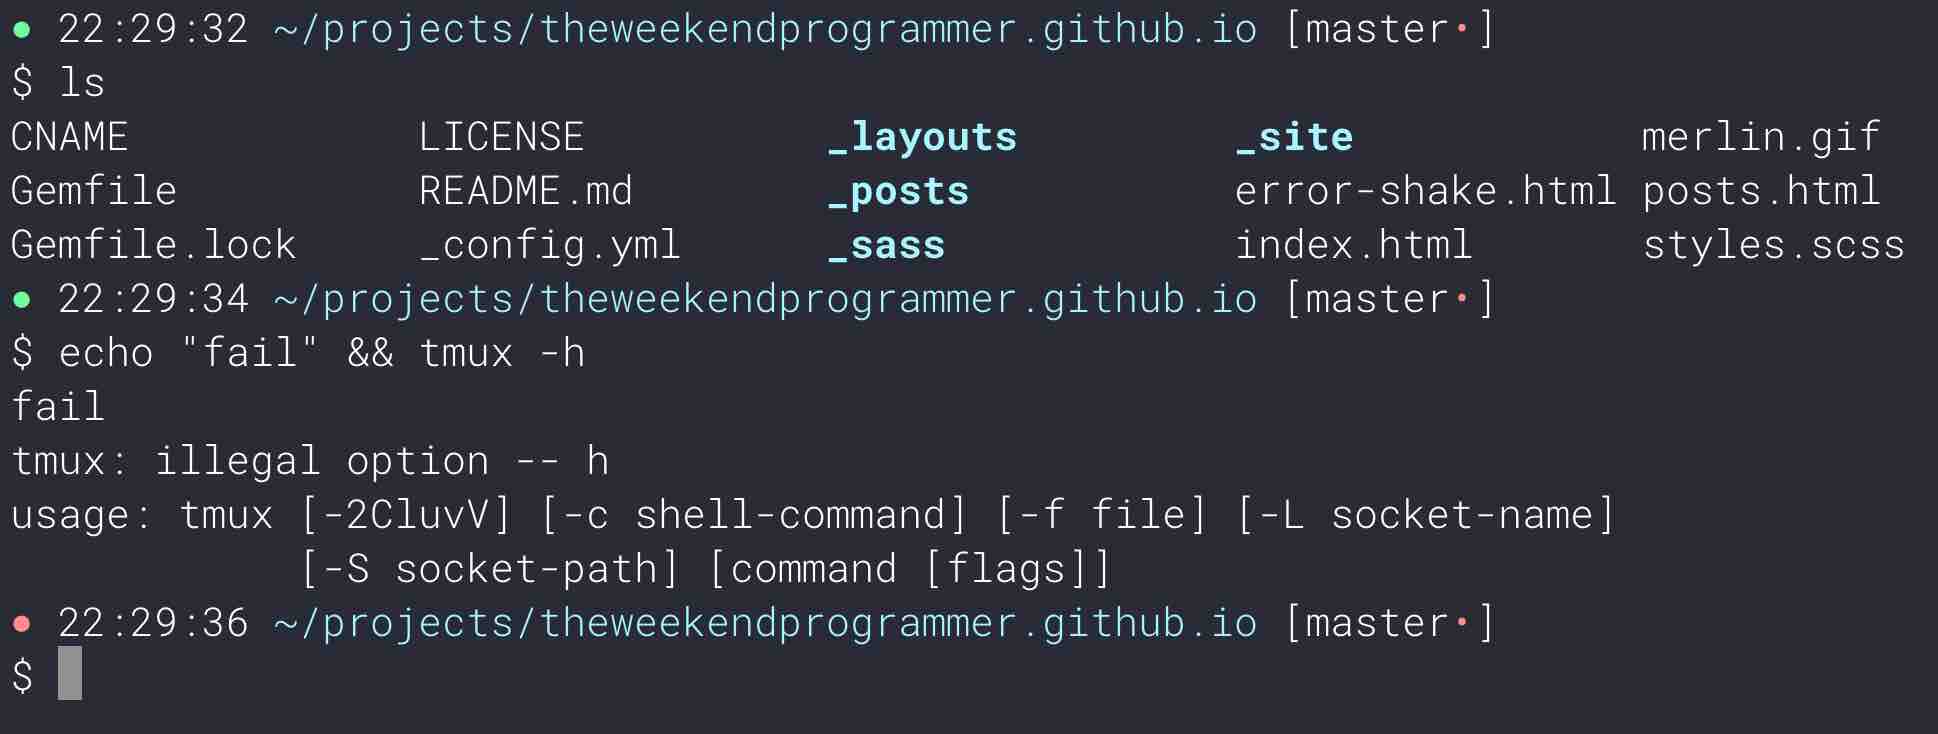 ● 22:29:32 ~/projects/theweekendprogrammer.github.io [master·]
$ ls
CNAME            LICENSE          _layouts         _site            merlin.gif
Gemfile          README.md        _posts           error-shake.html posts.html
Gemfile.lock     _config.yml      _sass            index.html       styles.scss
● 22:29:34 ~/projects/theweekendprogrammer.github.io [master·]
$ echo "fail" && tmux -h
fail
tmux: illegal option -- h
usage: tmux [-2CluvV] [-c shell-command] [-f file] [-L socket-name]
            [-S socket-path] [command [flags]]
● 22:29:36 ~/projects/theweekendprogrammer.github.io [master·]
$